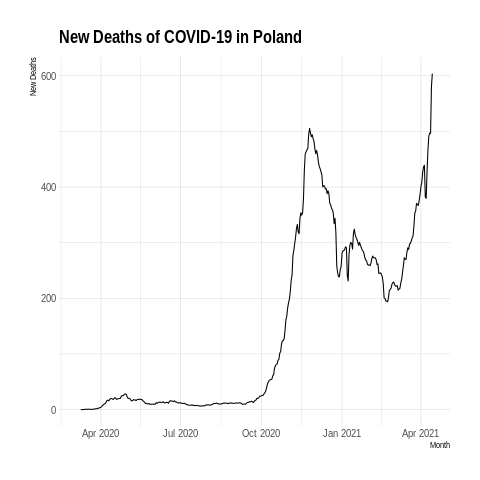 New Deaths of COVID-19 in Poland
New Deaths
600
400
200
0
Apr 2020 Jul 2020 Oct 2020 Jan 2021 Apr 2021
Month